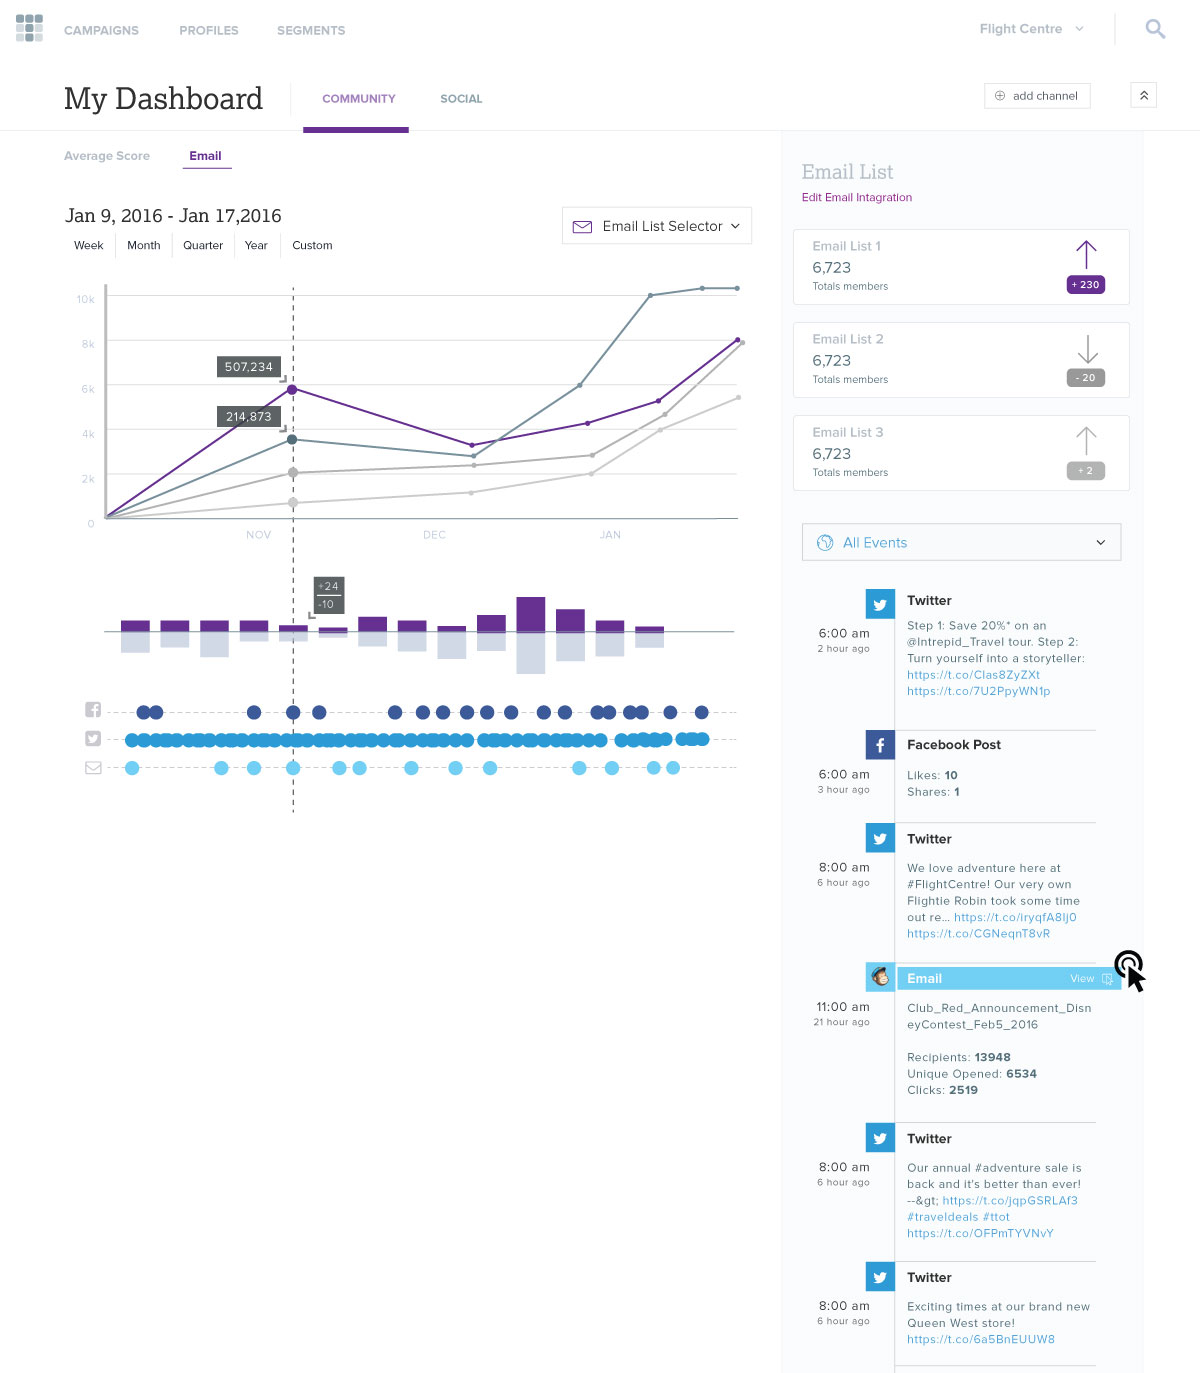 CAMPAIGNS PROFILES SEGMENTS Flight Centre
My Dashboard COMMUNITY SOCIAL add channel
Average Score Email
Jan 9, 2016 - Jan 17,2016
Email List Selector
Week Month Quarter Year Custom
10k
8k
6k
4k
2k
0
507,234
214,873
NOV DEC JAN
+24
-10
Email List
Edit Email Intagration
Email List 1
6,723
Totals members
+ 230
Email List 2
6,723
Totals members
- 20
Email List 3
6,723
Totals members
+ 2
All Events
Twitter
6:00 am
2 hour ago
Step 1: Save 20%* on an
@Intrepid_Travel tour. Step 2:
Turn yourself into a storyteller:
https://t.co/Clas8ZyZXt
https://t.co/7U2PpyWN1p
Facebook Post
6:00 am
3 hour ago
Likes: 10
Shares: 1
Twitter
8:00 am
6 hour ago
We love adventure here at
#FlightCentre! Our very own
Flightie Robin took some time
out re... https://t.co/iryqfA8Ij0
https://t.co/CGNeqnT8vR
Email View
11:00 am
21 hour ago
Club_Red_Announcement_Disn
eyContest_Feb5_2016
Recipients: 13948
Unique Opened: 6534
Clicks: 2519
Twitter
8:00 am
6 hour ago
Our annual #adventure sale is
back and it's better than ever!
--&gt; https://t.co/jqpGSRLAf3
#traveldeals #ttot
https://t.co/OFPmTYVNvY
Twitter
8:00 am
6 hour ago
Exciting times at our brand new
Queen West store!
https://t.co/6a5BnEUUW8